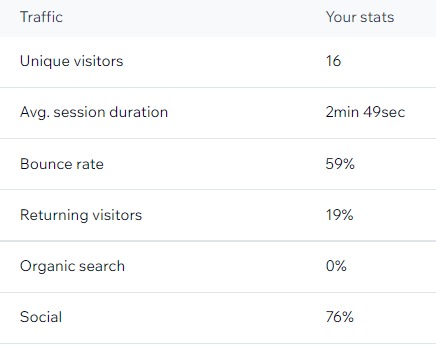 Traffic Your stats
Unique visitors 16
Avg. session duration 2min 49sec
Bounce rate 59%
Returning visitors 19%
Organic search 0%
Social 76%